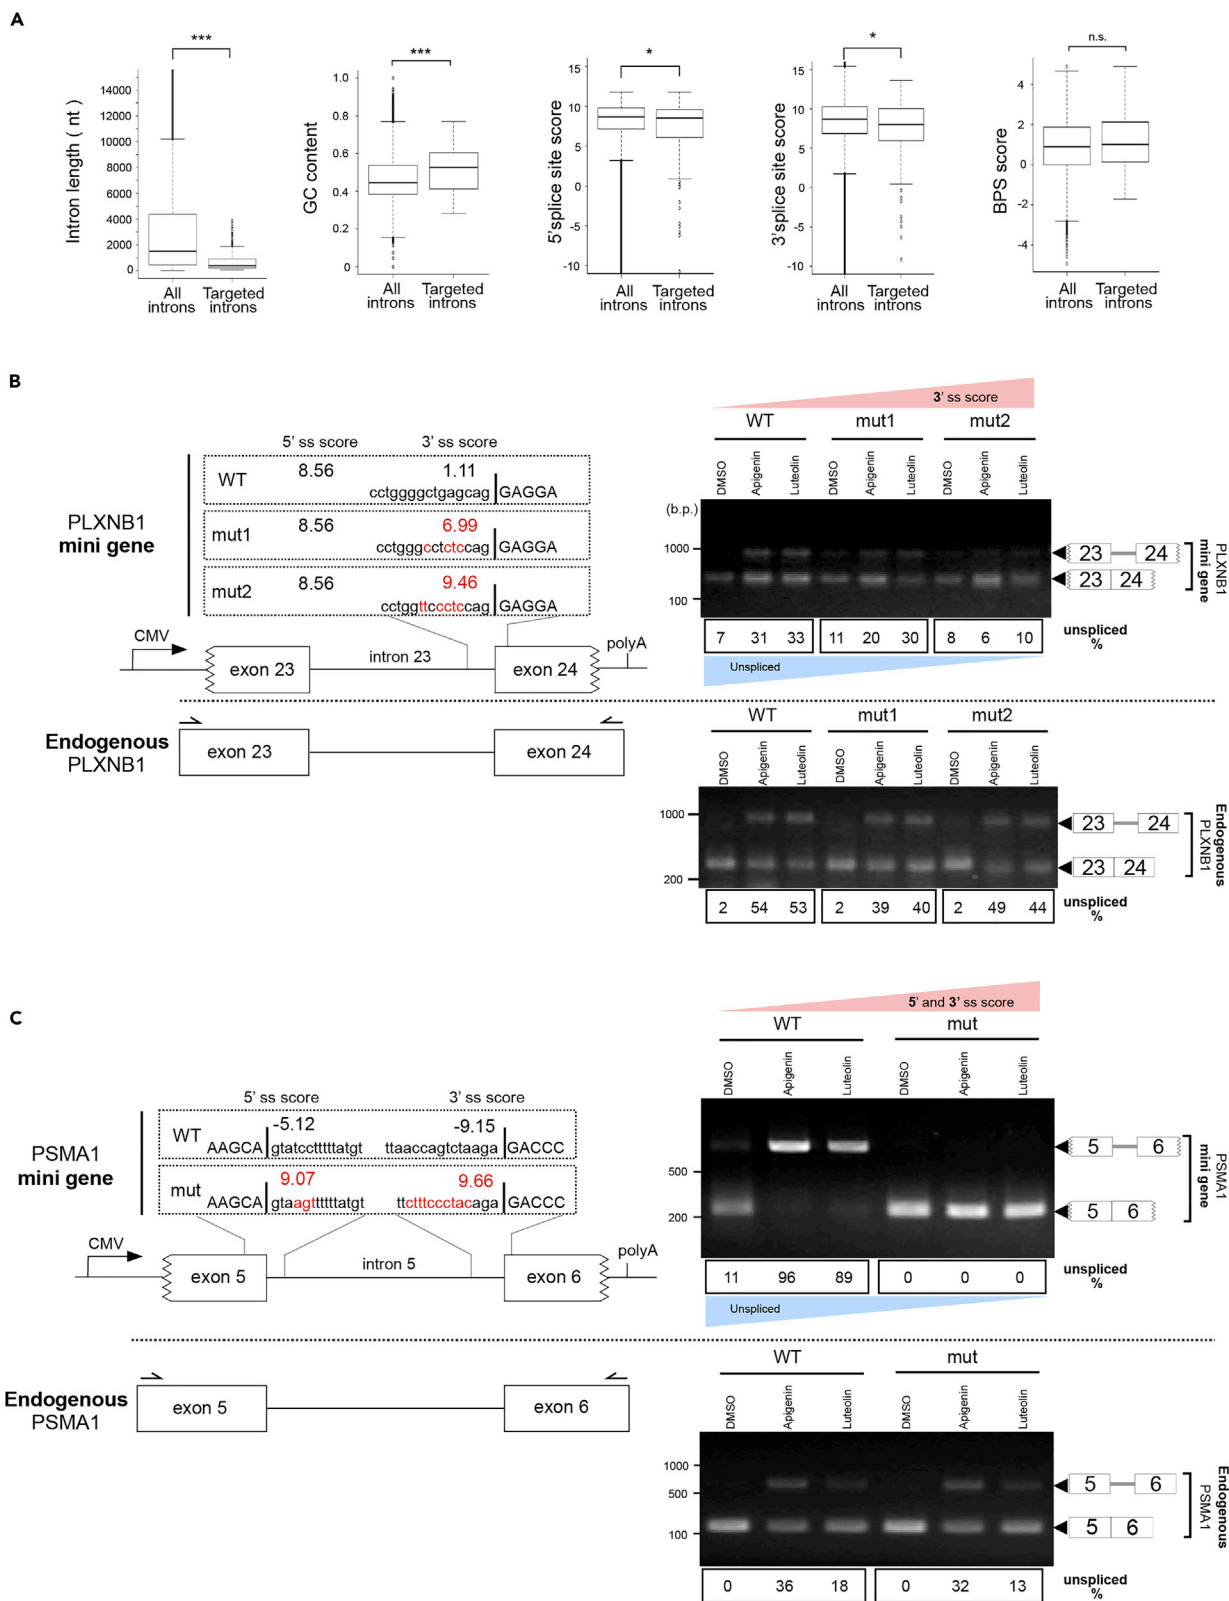 A
***
Intron length ( nt )
14000
12000
10000
8000
6000
4000
2000
0
All introns
Targeted introns
***
GC content
1.0
0.8
0.6
0.4
0.2
0
All introns
Targeted introns
*
5'splice site score
15
10
5
0
-10
All introns
Targeted introns
*
3'splice site score
15
10
5
0
-5
-10
All introns
Targeted introns
n.s.
BPS score
4
2
0
-2
-4
All introns
Targeted introns
B
5' ss score 3' ss score
WT 8.56 1.11
cctggggctgagcag GAGGA
mut1 8.56 6.99
cctgggcctctccag GAGGA
mut2 8.56 9.46
cctggttccctccag GAGGA
PLXNB1
mini gene
CMV
exon 23
intron 23
exon 24
polyA
3' ss score
WT mut1 mut2
DMSO Apigenin Luteolin DMSO Apigenin Luteolin DMSO Apigenin Luteolin
(b.p.)
1000
100
23 24
23 24
PLXNB1
mini gene
7 31 33 11 20 30 8 6 10
unspliced
%
Unspliced
Endogenous
PLXNB1
exon 23
exon 24
WT mut1 mut2
DMSO Apigenin Luteolin DMSO Apigenin Luteolin DMSO Apigenin Luteolin
1000
200
23 24
23 24
Endogenous
PLXNB1
2 54 53 2 39 40 2 49 44
unspliced
%
C
5' ss score 3' ss score
WT -5.12 -9.15
AAGCA gtatcctttttatgt ttaaccagtctaaga GACCC
mut 9.07 9.66
AAGCA gtaagttttttatgt ttctttccctacaga GACCC
PSMA1
mini gene
CMV
exon 5
intron 5
exon 6
polyA
5' and 3' ss score
WT mut
DMSO Apigenin Luteolin DMSO Apigenin Luteolin
500
200
5 6
5 6
PSMA1
mini gene
11 96 89 0 0 0
unspliced
%
Unspliced
Endogenous
PSMA1
exon 5
exon 6
WT mut
DMSO Apigenin Luteolin DMSO Apigenin Luteolin
1000
500
100
5 6
5 6
Endogenous
PSMA1
0 36 18 0 32 13
unspliced
%